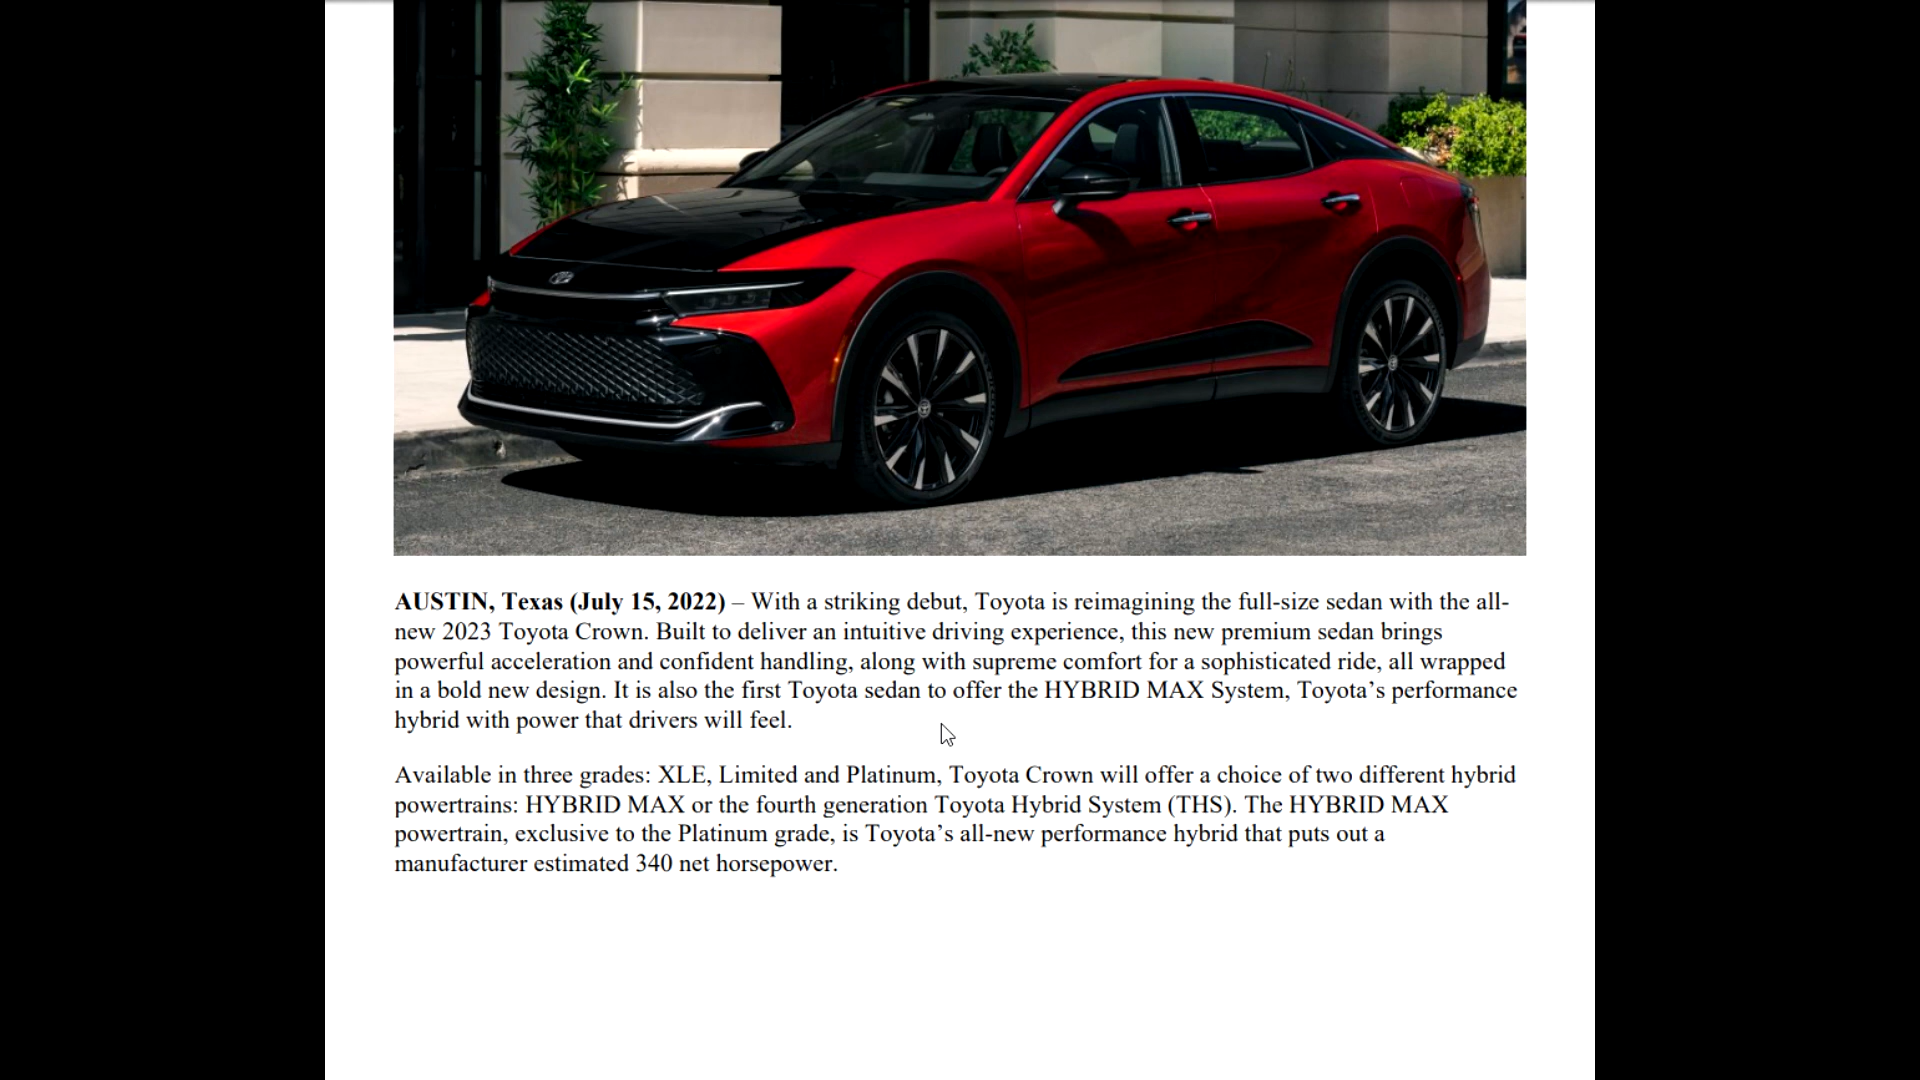 AUSTIN, Texas (July 15, 2022) – With a striking debut, Toyota is reimagining the full-size sedan with the all-
new 2023 Toyota Crown. Built to deliver an intuitive driving experience, this new premium sedan brings
powerful acceleration and confident handling, along with supreme comfort for a sophisticated ride, all wrapped
in a bold new design. It is also the first Toyota sedan to offer the HYBRID MAX System, Toyota’s performance
hybrid with power that drivers will feel.
Available in three grades: XLE, Limited and Platinum, Toyota Crown will offer a choice of two different hybrid
powertrains: HYBRID MAX or the fourth generation Toyota Hybrid System (THS). The HYBRID MAX
powertrain, exclusive to the Platinum grade, is Toyota’s all-new performance hybrid that puts out a
manufacturer estimated 340 net horsepower.